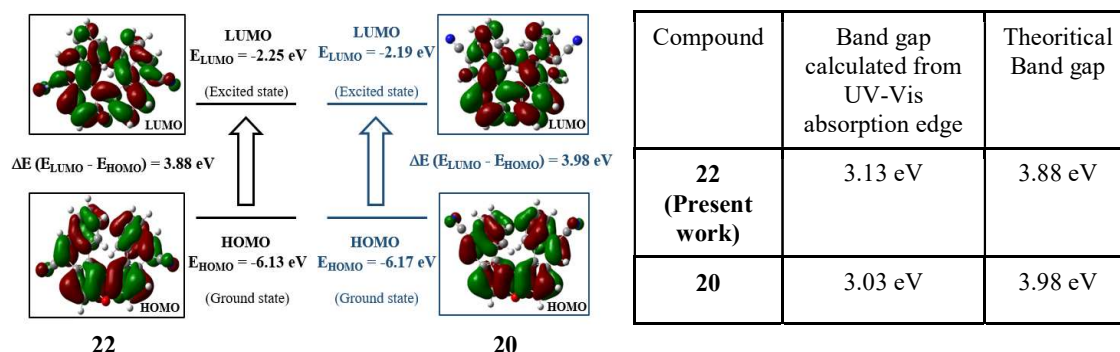 LUMO
E_LUMO = -2.25 eV
(Excited state)
LUMO
ΔE (E_LUMO - E_HOMO) = 3.88 eV
HOMO
E_HOMO = -6.13 eV
(Ground state)
HOMO
22
LUMO
E_LUMO = -2.19 eV
(Excited state)
LUMO
ΔE (E_LUMO - E_HOMO) = 3.98 eV
HOMO
E_HOMO = -6.17 eV
(Ground state)
HOMO
20
Compound
Band gap
calculated from
UV-Vis
absorption edge
Theoritical
Band gap
22
(Present
work)
3.13 eV
3.88 eV
20
3.03 eV
3.98 eV